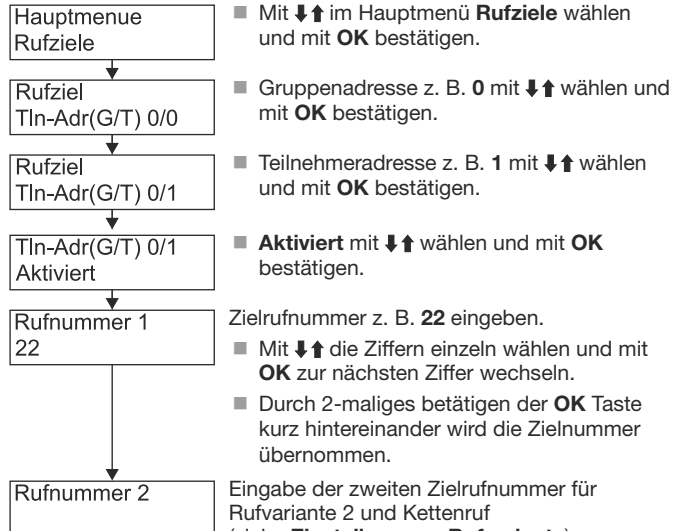 Hauptmenue
Rufziele
■ Mit ⬇⬆ im Hauptmenü Rufziele wählen
und mit OK bestätigen.
Rufziel
Tln-Adr(G/T) 0/0
■ Gruppenadresse z. B. 0 mit ⬇⬆ wählen und
mit OK bestätigen.
Rufziel
Tln-Adr(G/T) 0/1
■ Teilnehmeradresse z. B. 1 mit ⬇⬆ wählen
und mit OK bestätigen.
Tln-Adr(G/T) 0/1
Aktiviert
■ Aktiviert mit ⬇⬆ wählen und mit OK
bestätigen.
Rufnummer 1
22
Zielrufnummer z. B. 22 eingeben.
■ Mit ⬇⬆ die Ziffern einzeln wählen und mit
OK zur nächsten Ziffer wechseln.
■ Durch 2-maliges betätigen der OK Taste
kurz hintereinander wird die Zielnummer
übernommen.
Rufnummer 2
Eingabe der zweiten Zielrufnummer für
Rufvariante 2 und Kettenruf